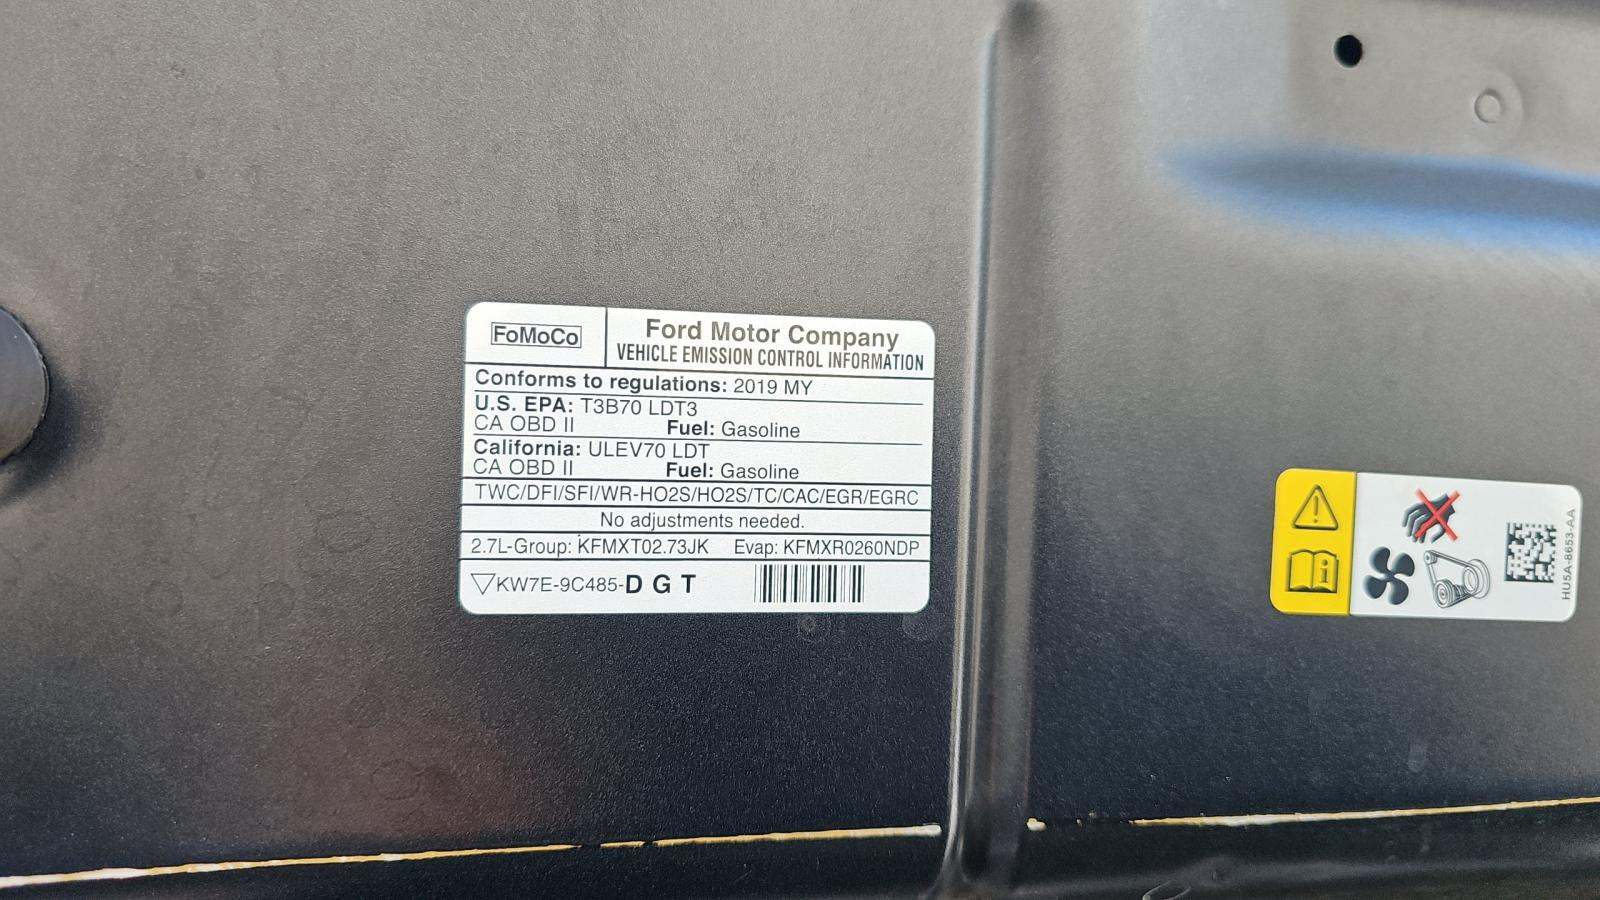 FoMoCo
Ford Motor Company
VEHICLE EMISSION CONTROL INFORMATION
Conforms to regulations: 2019 MY
U.S. EPA: T3B70 LDT3
CA OBD II Fuel: Gasoline
California: ULEV70 LDT
CA OBD II Fuel: Gasoline
TWC/DFI/SFI/WR-HO2S/HO2S/TC/CAC/EGR/EGRC
No adjustments needed.
2.7L-Group: KFMXT02.73JK Evap: KFMXR0260NDP
KW7E-9C485-D G T
HU5A-8653-AA